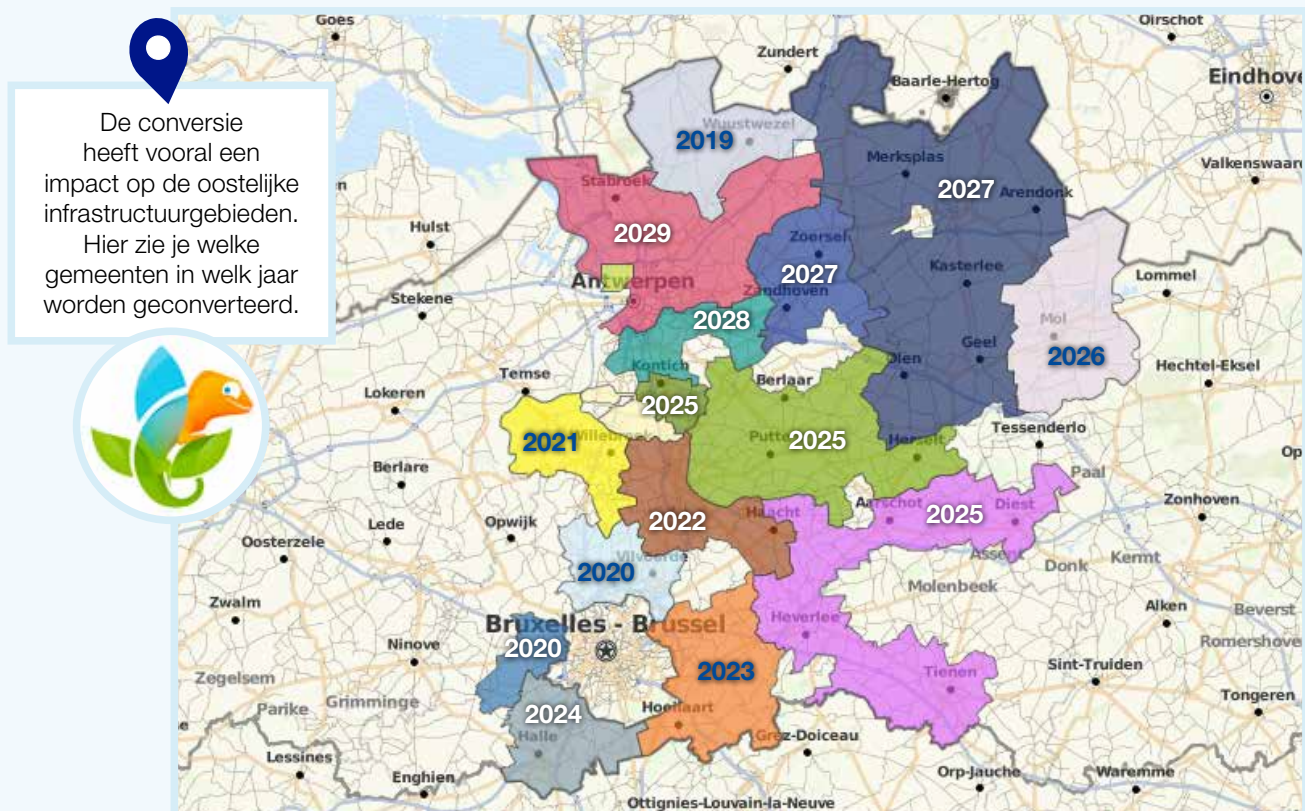 De conversie
heeft vooral een
impact op de oostelijke
infrastructuurgebieden.
Hier zie je welke
gemeenten in welk jaar
worden geconverteerd.
Goes
Oirschot
Zundert
Baarle-Hertog
Wuustwezel
2019
Merksplas
Valkenswaard
Stabroek
2027
Arendonk
Hulst
2029
Zoersel
Antwerpen
2027
Kasterlee
Lommel
Stekene
Zandhoven
2028
Mol
Geel
2026
Kontich
Olen
Hechtel-Eksel
Temse
Berlaar
Lokeren
2025
2021
Willebroek
Putte
2025
Herselt
Tessenderlo
Berlare
Paal
Opwijk
2022
Haacht
Aarschot
2025
Diest
Zonhoven
Lede
Oosterzele
2020
Vilvoorde
Assent
Donk
Kermt
Molenbeek
Zwalm
Alken
Beverst
Bruxelles - Brussel
Heverlee
Ninove
2020
Zegelsem
Grimminge
2023
Tienen
Sint-Truiden
Parike
2024
Hoeilaart
Tongeren
Halle
Grez-Doiceau
Lessines
Enghien
Orp-Jauche
Waremme
Ottignies-Louvain-la-Neuve